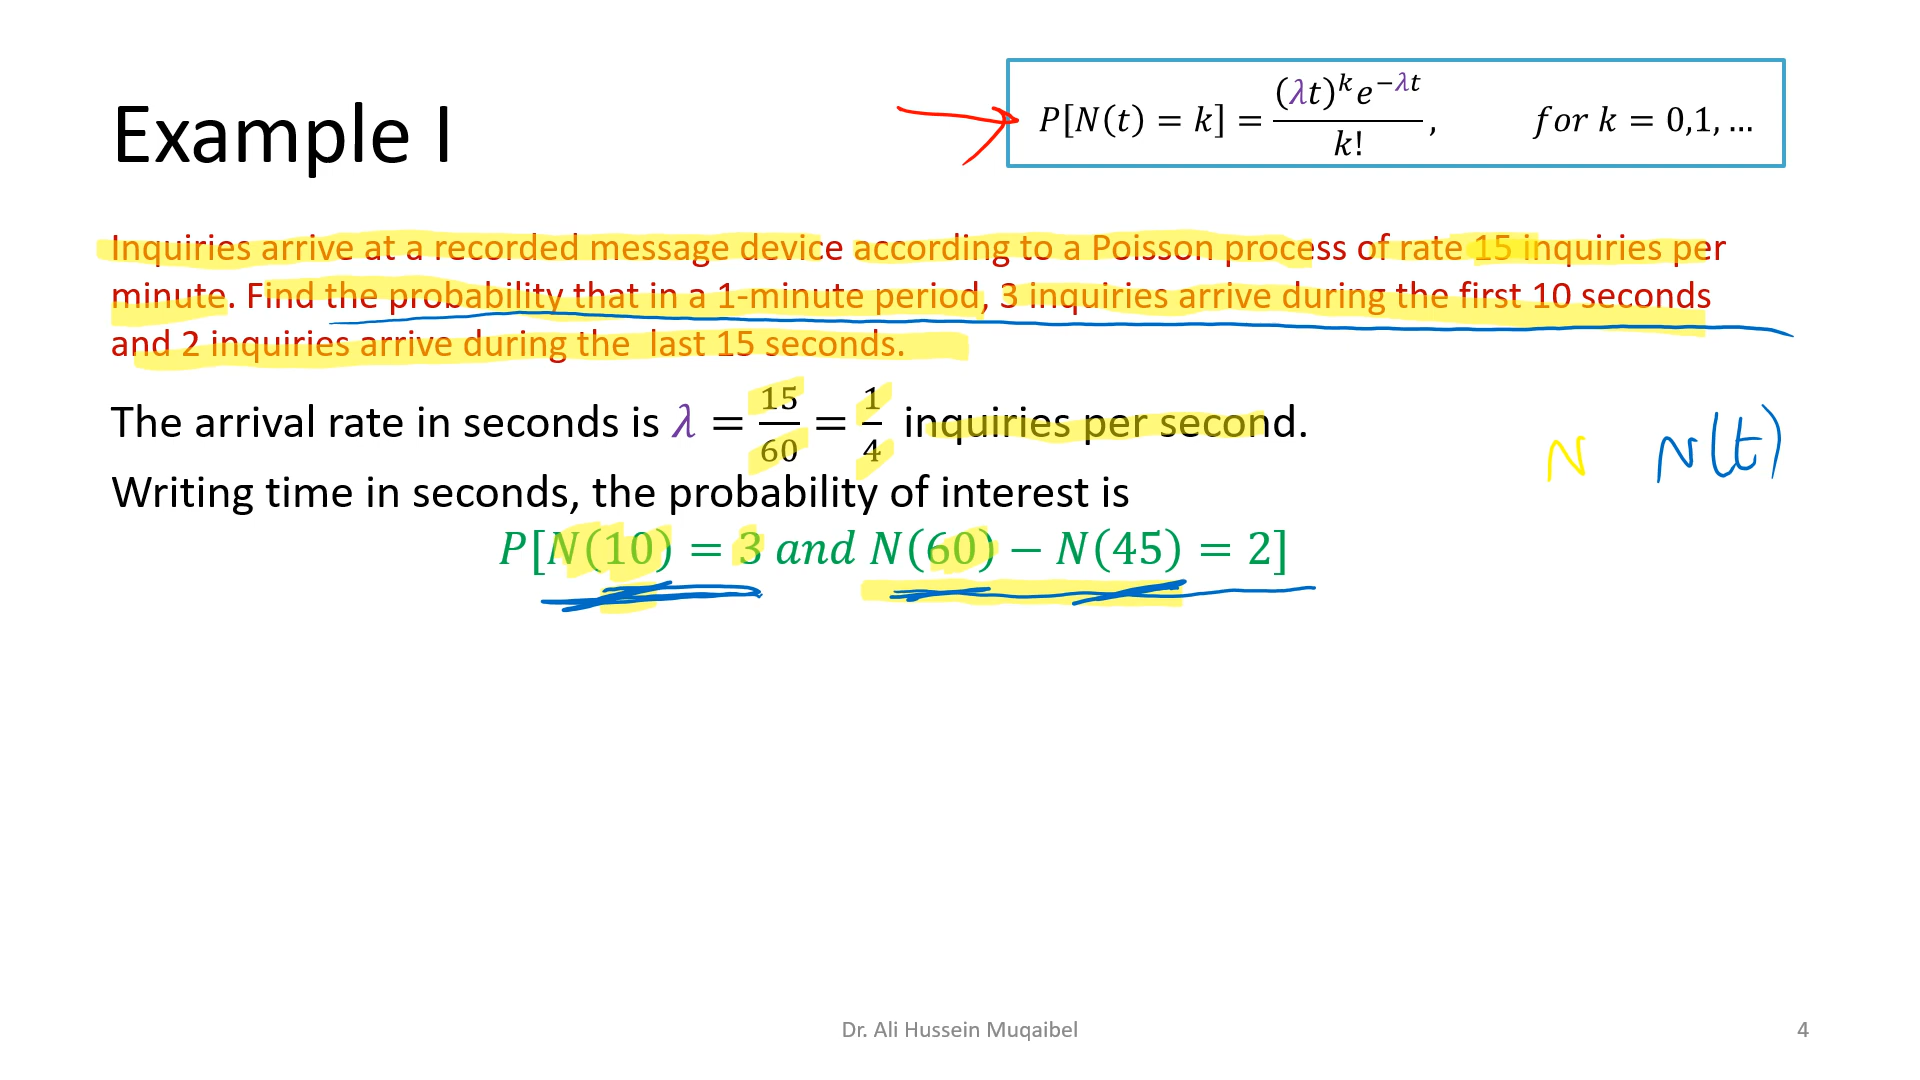 Example I
P[N(t) = k] = (λt)^k e^{−λt} / k!, for k = 0,1, …
Inquiries arrive at a recorded message device according to a Poisson process of rate 15 inquiries per
minute. Find the probability that in a 1-minute period, 3 inquiries arrive during the first 10 seconds
and 2 inquiries arrive during the last 15 seconds.
The arrival rate in seconds is λ = 15/60 = 1/4 inquiries per second.
N N(t)
Writing time in seconds, the probability of interest is
P[N(10) = 3 and N(60) − N(45) = 2]
Dr. Ali Hussein Muqaibel
4